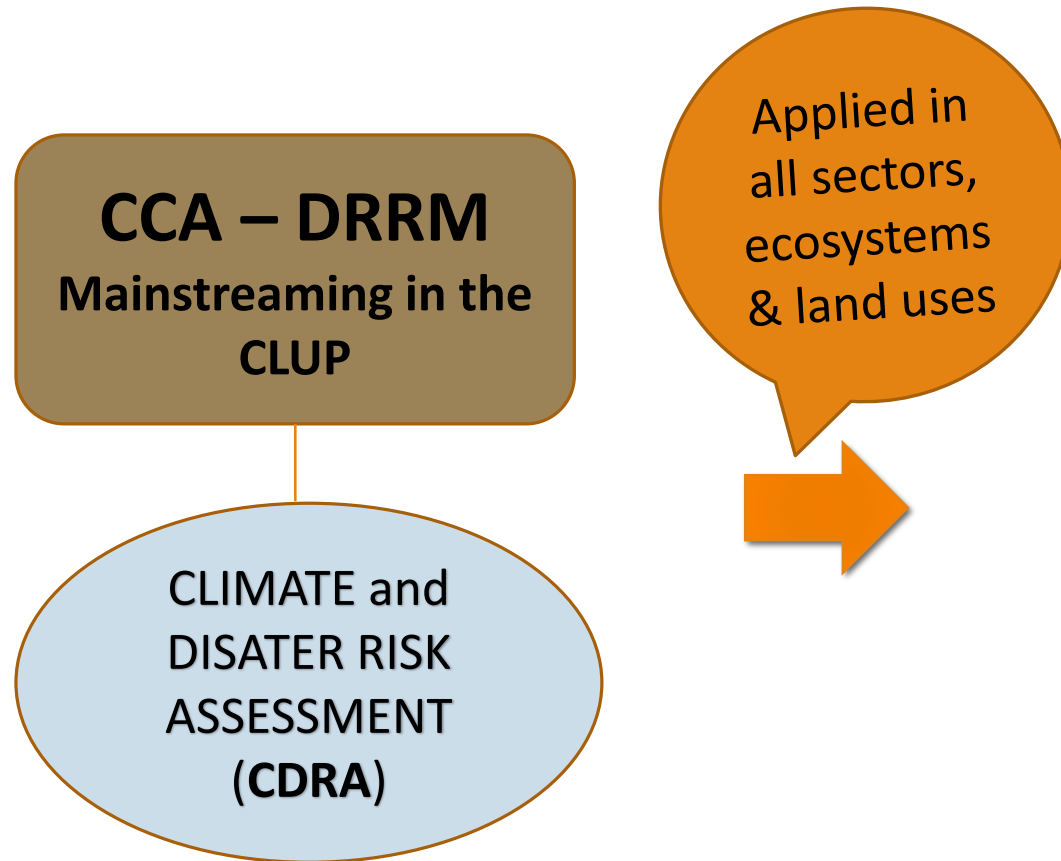 CCA – DRRM
Mainstreaming in the
CLUP
Applied in
all sectors,
ecosystems
& land uses
CLIMATE and
DISATER RISK
ASSESSMENT
(CDRA)